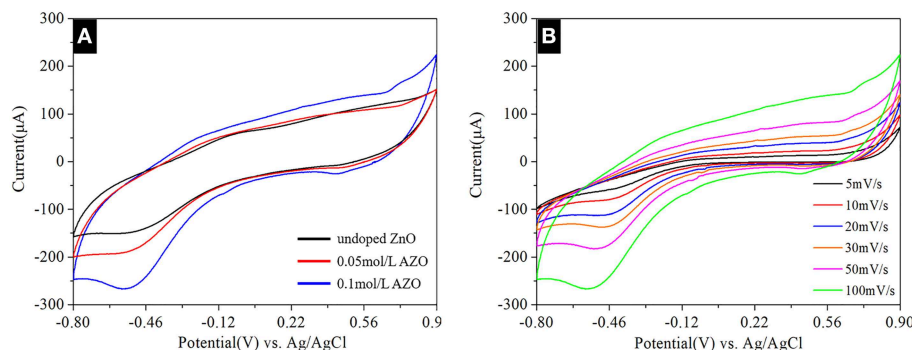 A
300
200
100
0
-100
-200
-300
Current(μA)
-0.80
-0.46
-0.12
0.22
0.56
0.9
Potential(V) vs. Ag/AgCl
undoped ZnO
0.05mol/L AZO
0.1mol/L AZO
B
300
200
100
0
-100
-200
-300
Current(μA)
-0.80
-0.46
-0.12
0.22
0.56
0.90
Potential(V) vs. Ag/AgCl
5mV/s
10mV/s
20mV/s
30mV/s
50mV/s
100mV/s